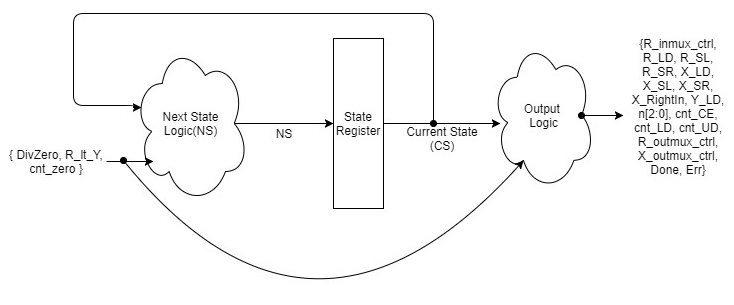 {R_inmux_ctrl,
R_LD, R_SL,
R_SR, X_LD,
X_SL, X_SR,
X_RightIn, Y_LD,
n[2:0], cnt_CE,
cnt_LD, cnt_UD,
R_outmux_ctrl,
X_outmux_ctrl,
Done, Err}
Next State
Logic(NS)
State
Register
Output
Logic
NS
Current State
(CS)
{ DivZero, R_lt_Y,
cnt_zero }